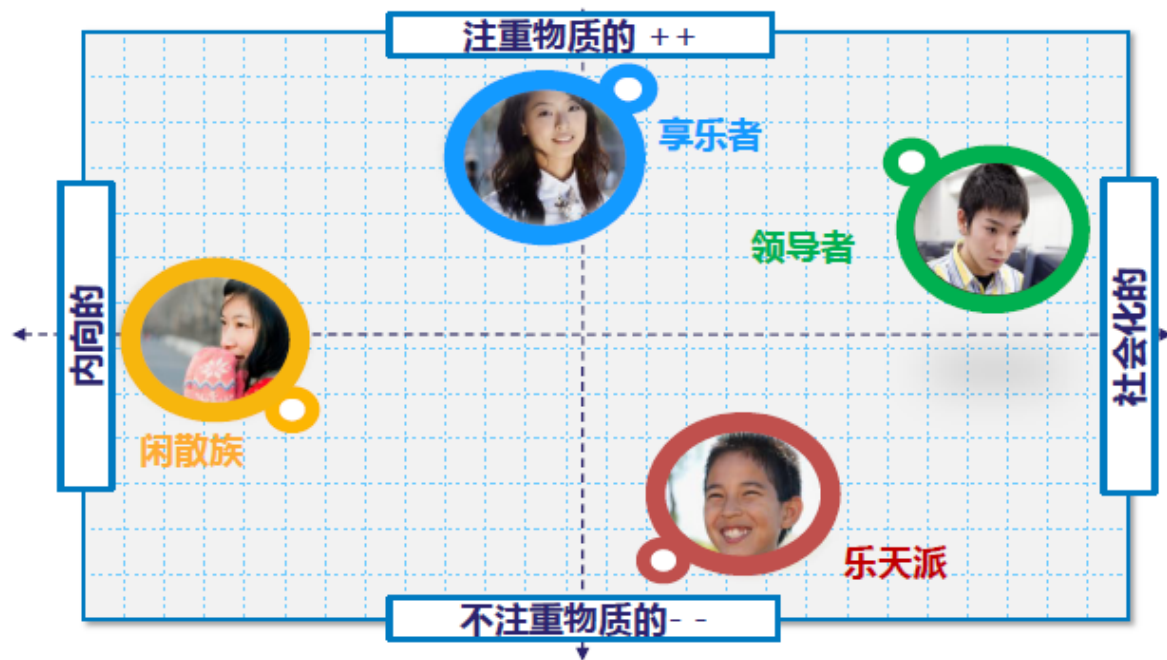 注重物质的 ++
享乐者
领导者
内向的
社会化的
闲散族
乐天派
不注重物质的- -